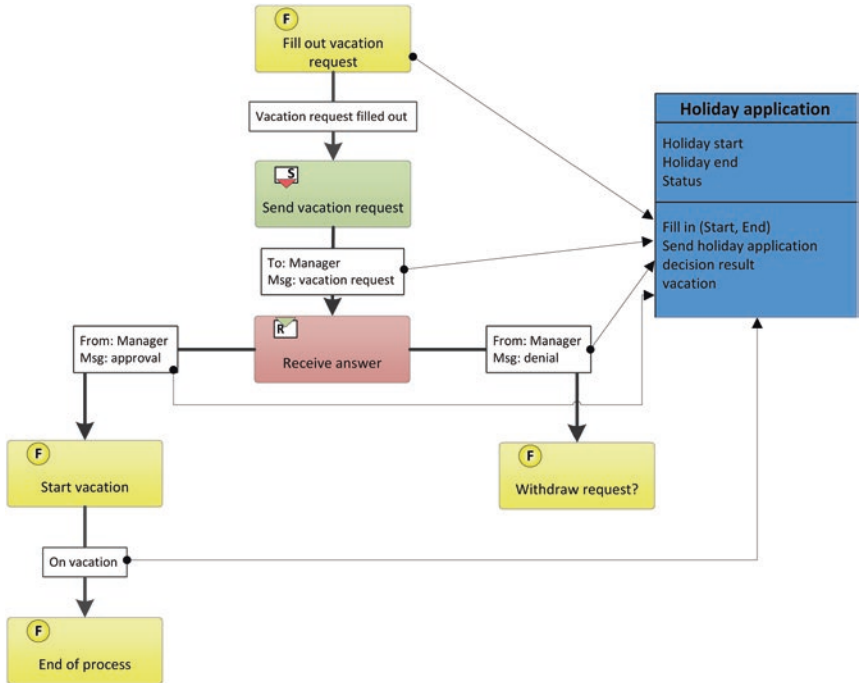 F
Fill out vacation
request
Vacation request filled out
S
Send vacation request
To: Manager
Msg: vacation request
R
Receive answer
From: Manager
Msg: approval
From: Manager
Msg: denial
F
Start vacation
F
Withdraw request?
On vacation
F
End of process
Holiday application
Holiday start
Holiday end
Status
Fill in (Start, End)
Send holiday application
decision result
vacation